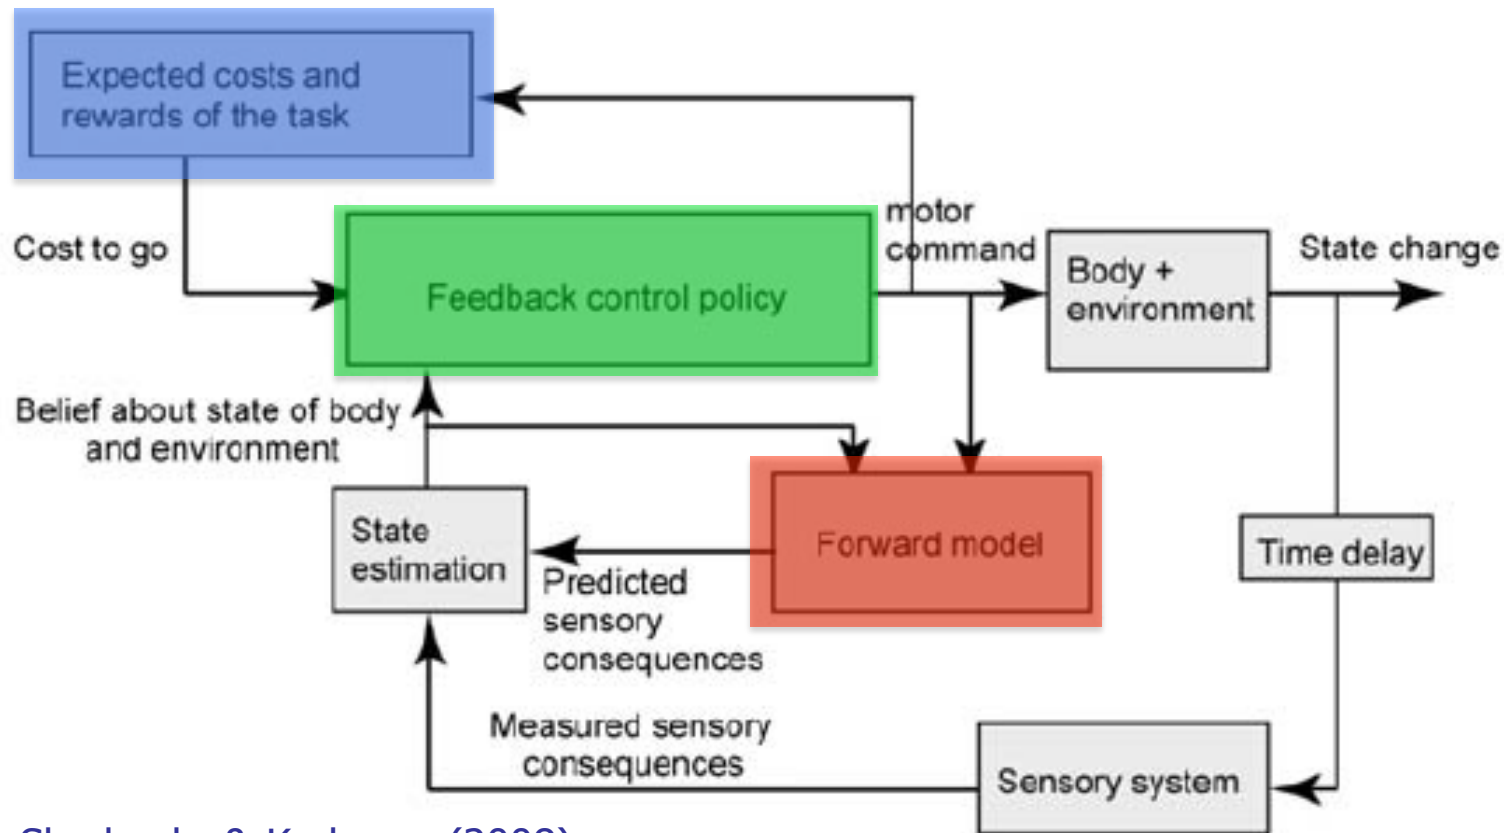 Expected costs and
rewards of the task
Cost to go
Feedback control policy
motor
command
Body +
environment
State change
Belief about state of body
and environment
State
estimation
Predicted
sensory
consequences
Forward model
Time delay
Measured sensory
consequences
Sensory system